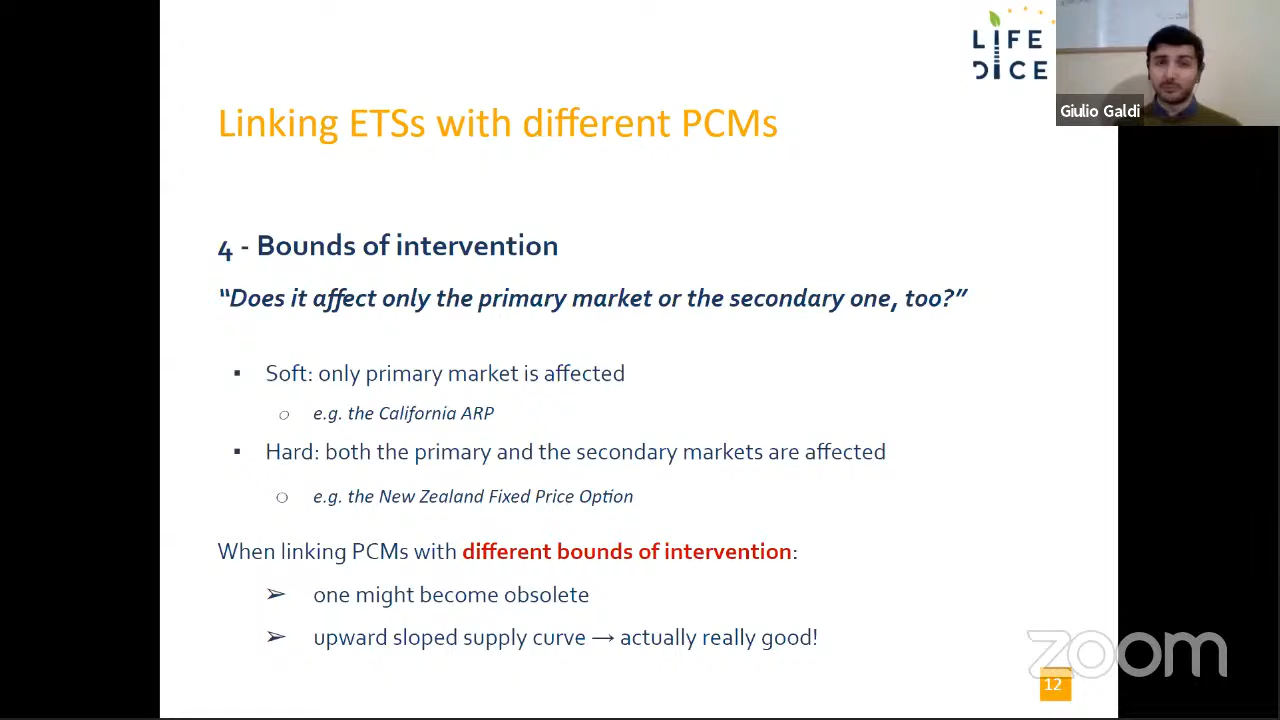 LIFE
DICE
Giulio Galdi
Linking ETSs with different PCMs
4 - Bounds of intervention
“Does it affect only the primary market or the secondary one, too?”
▪ Soft: only primary market is affected
○ e.g. the California ARP
▪ Hard: both the primary and the secondary markets are affected
○ e.g. the New Zealand Fixed Price Option
When linking PCMs with different bounds of intervention:
➢ one might become obsolete
➢ upward sloped supply curve → actually really good!
zoom
12